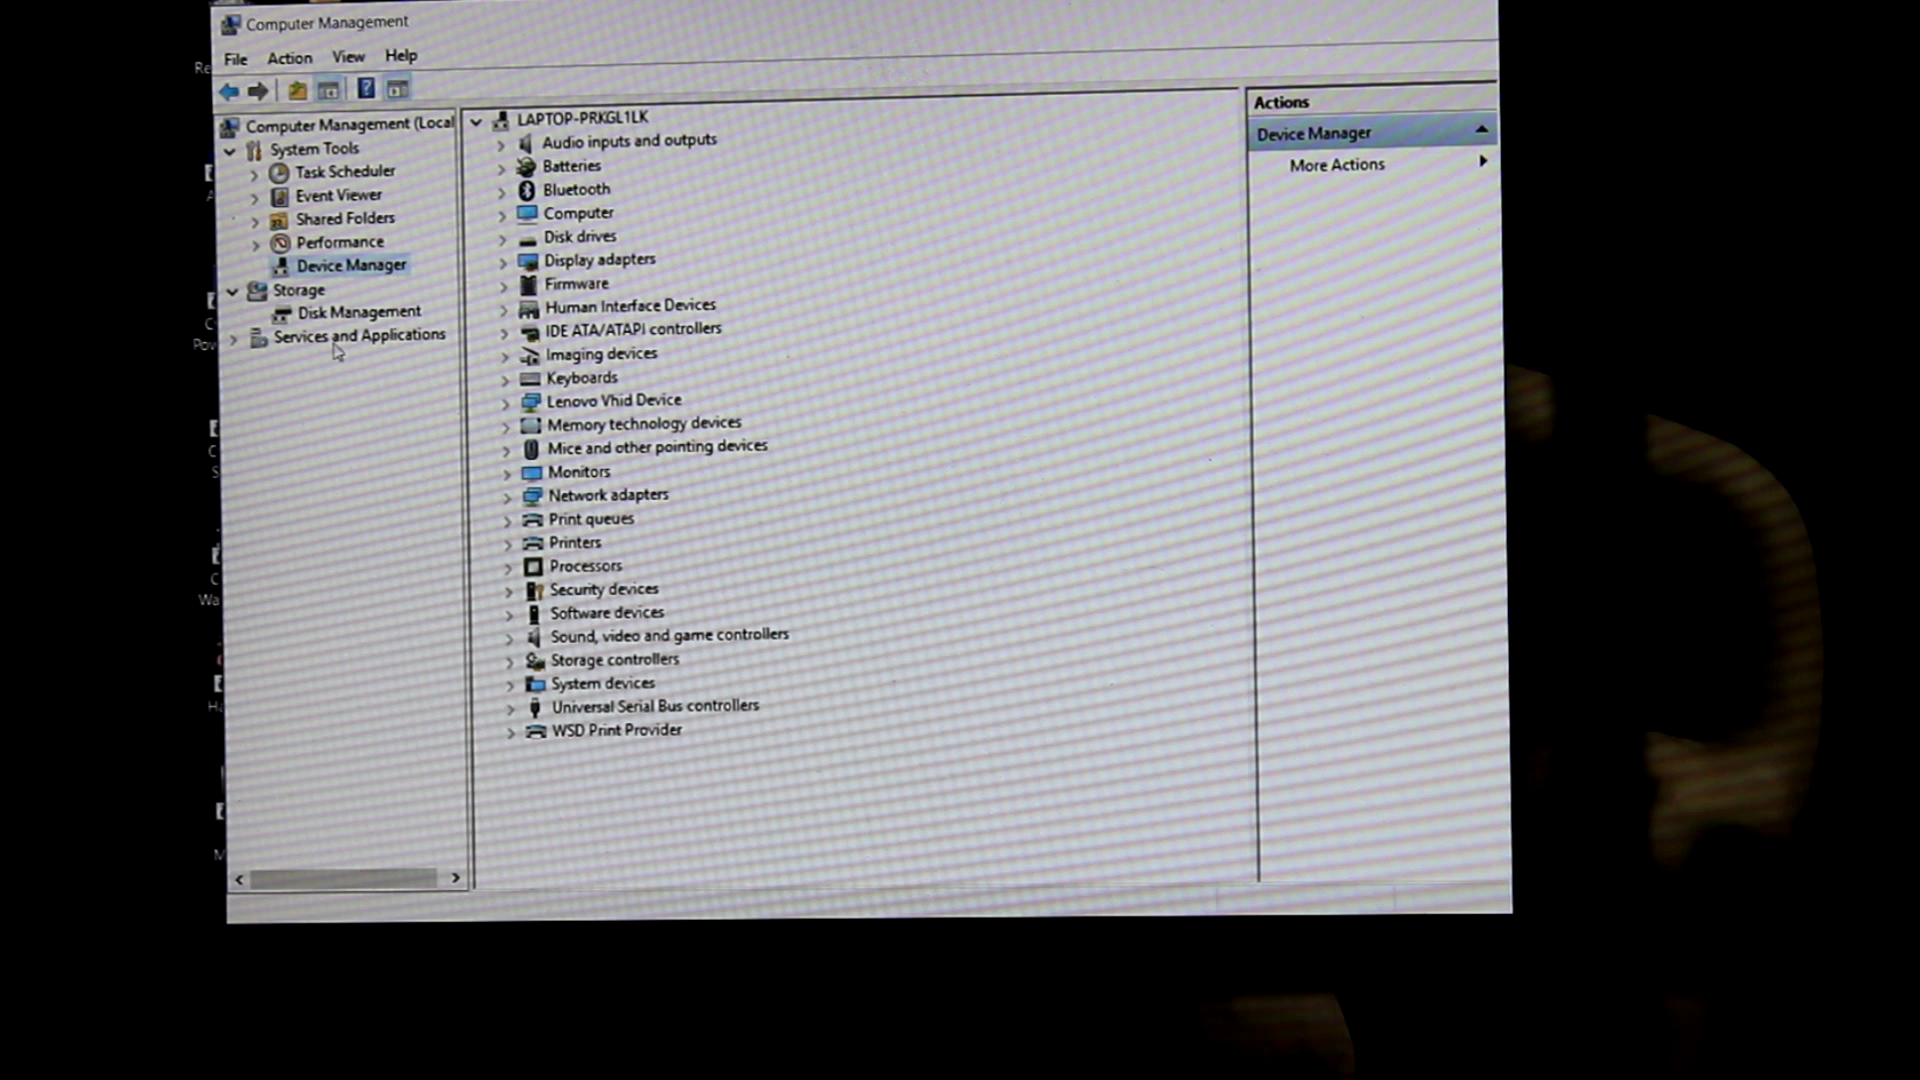 Computer Management
File Action View Help
Computer Management (Local
System Tools
Task Scheduler
Event Viewer
Shared Folders
Performance
Device Manager
Storage
Disk Management
Services and Applications
LAPTOP-PRKGL1LK
Audio inputs and outputs
Batteries
Bluetooth
Computer
Disk drives
Display adapters
Firmware
Human Interface Devices
IDE ATA/ATAPI controllers
Imaging devices
Keyboards
Lenovo Vhid Device
Memory technology devices
Mice and other pointing devices
Monitors
Network adapters
Print queues
Printers
Processors
Security devices
Software devices
Sound, video and game controllers
Storage controllers
System devices
Universal Serial Bus controllers
WSD Print Provider
Actions
Device Manager
More Actions